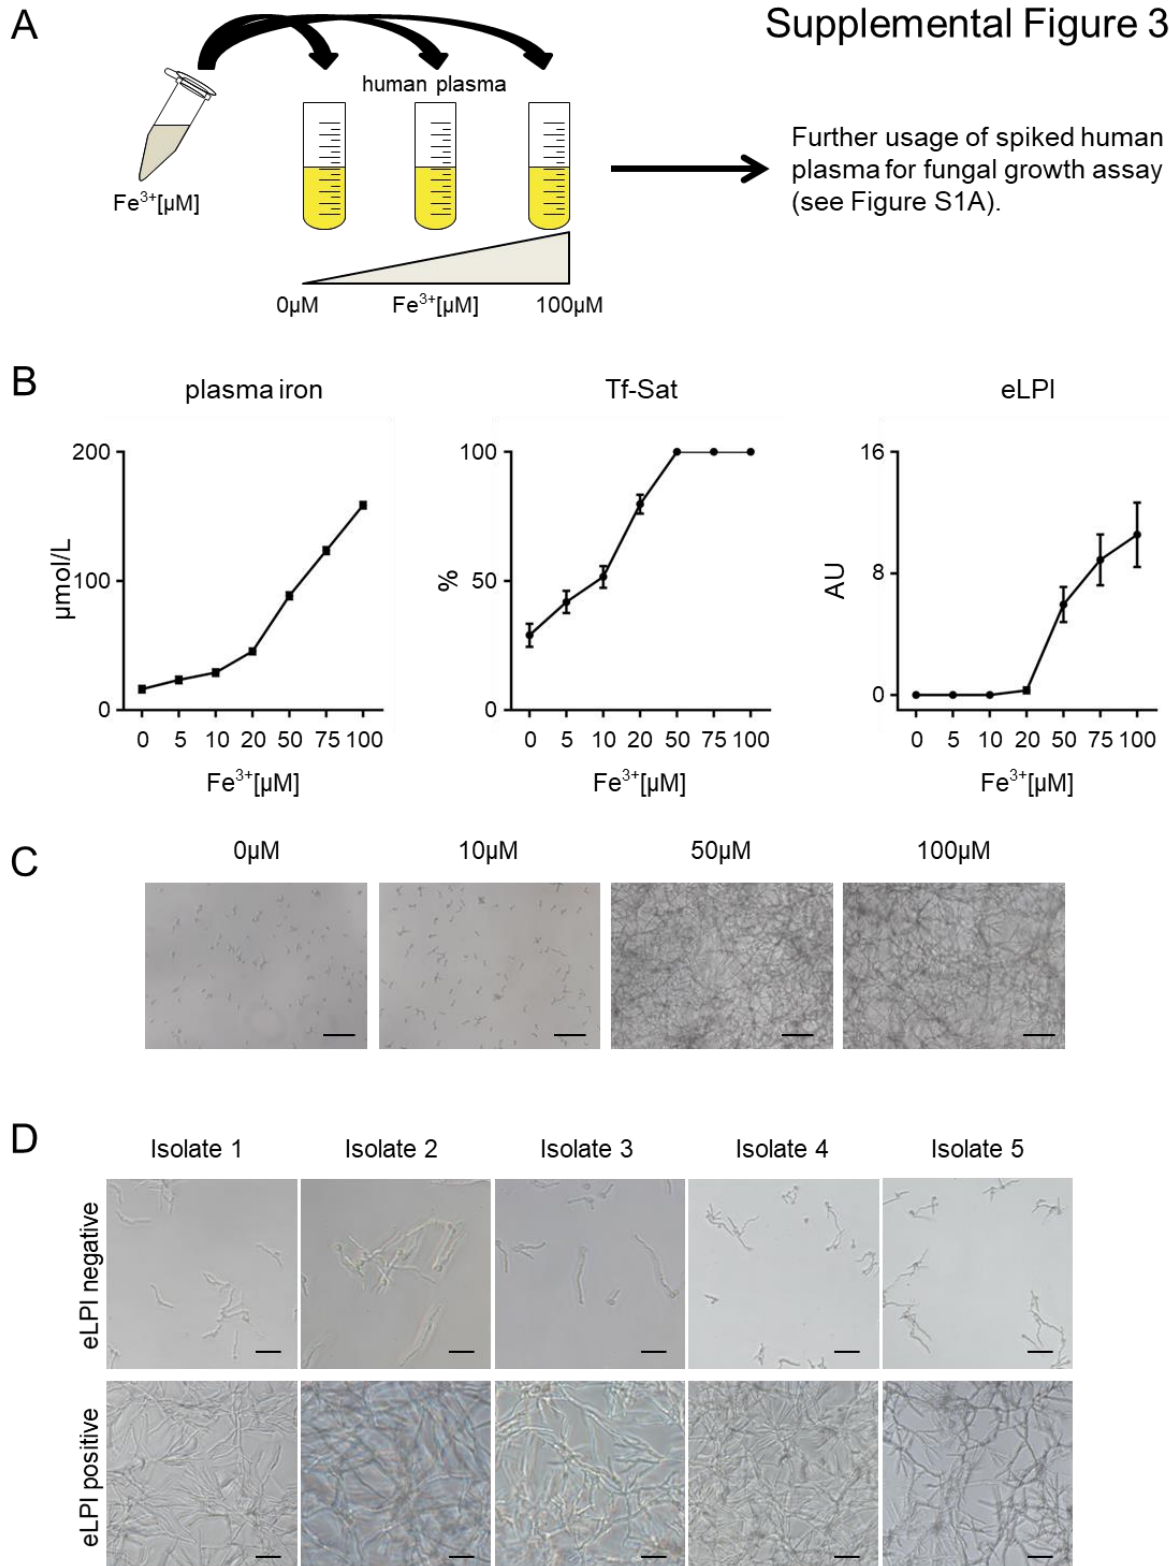 A
Supplemental Figure 3
human plasma
Fe³⁺[µM]
Further usage of spiked human
plasma for fungal growth assay
(see Figure S1A).
0µM
Fe³⁺[µM]
100µM
B
plasma iron
200
100
0
µmol/L
0 5 10 20 50 75 100
Fe³⁺[µM]
Tf-Sat
100
50
0
%
0 5 10 20 50 75 100
Fe³⁺[µM]
eLPI
16
8
0
AU
0 5 10 20 50 75 100
Fe³⁺[µM]
C
0µM
10µM
50µM
100µM
D
Isolate 1
Isolate 2
Isolate 3
Isolate 4
Isolate 5
eLPI negative
eLPI positive